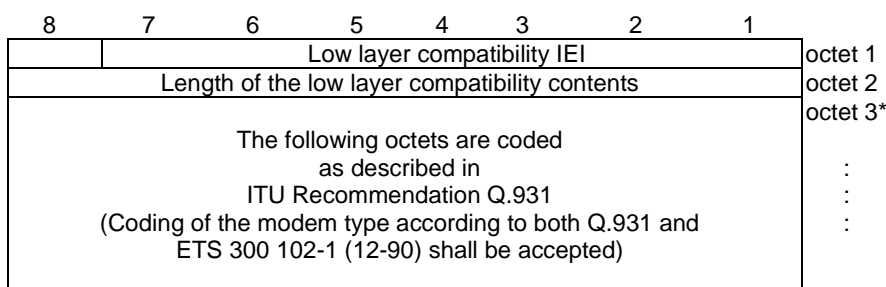 8 7 6 5 4 3 2 1
Low layer compatibility IEI octet 1
Length of the low layer compatibility contents octet 2
octet 3*
The following octets are coded
as described in :
ITU Recommendation Q.931 :
(Coding of the modem type according to both Q.931 and :
ETS 300 102-1 (12-90) shall be accepted)